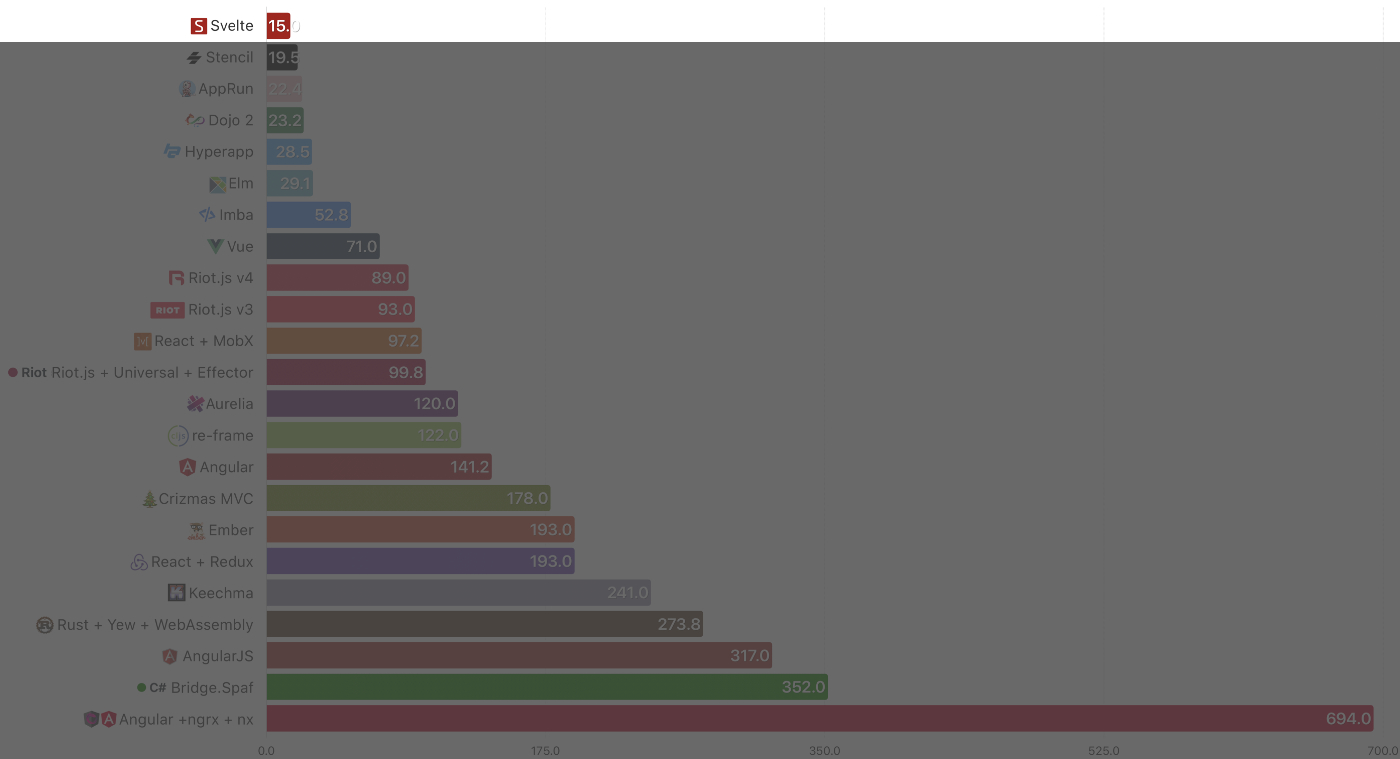 Svelte 15.0
Stencil 19.5
AppRun 22.4
Dojo 2 23.2
Hyperapp 28.5
Elm 29.1
Imba 52.8
Vue 71.0
Riot.js v4 89.0
RIOT Riot.js v3 93.0
M React + MobX 97.2
Riot Riot.js + Universal + Effector 99.8
Aurelia 120.0
cljs re-frame 122.0
Angular 141.2
Crizmas MVC 178.0
Ember 193.0
React + Redux 193.0
Keechma 241.0
Rust + Yew + WebAssembly 273.8
AngularJS 317.0
C# Bridge.Spaf 352.0
Angular +ngrx + nx 694.0
0.0 175.0 350.0 525.0 700.0